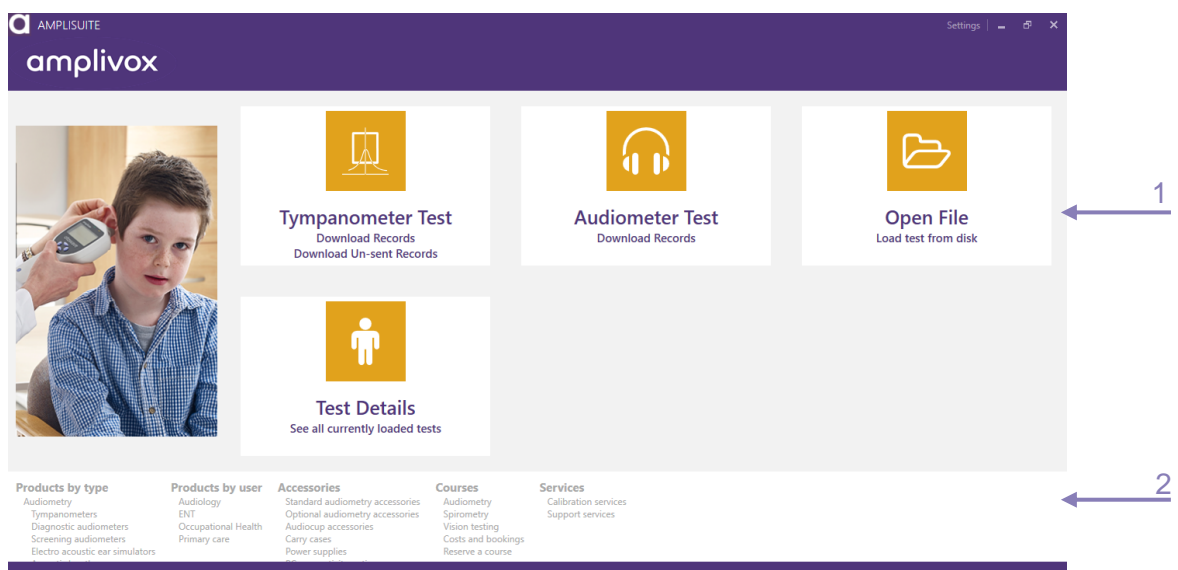 AMPLISUITE
Settings
amplivox
Tympanometer Test
Download Records
Download Un-sent Records
Audiometer Test
Download Records
Open File
Load test from disk
1
Test Details
See all currently loaded tests
Products by type
Audiometry
Tympanometers
Diagnostic audiometers
Screening audiometers
Electro acoustic ear simulators
Products by user
Audiology
ENT
Occupational Health
Primary care
Accessories
Standard audiometry accessories
Optional audiometry accessories
Audiocup accessories
Carry cases
Power supplies
Courses
Audiometry
Spirometry
Vision testing
Costs and bookings
Reserve a course
Services
Calibration services
Support services
2